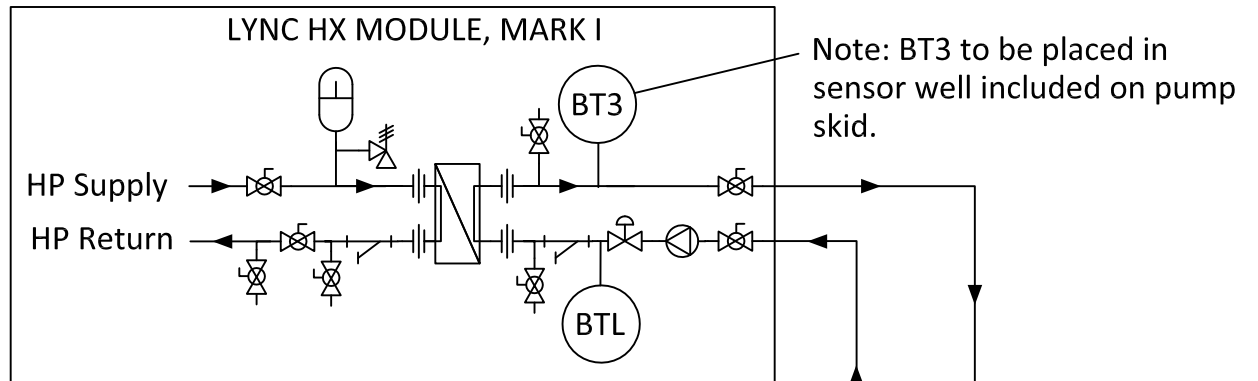 LYNC HX MODULE, MARK I
Note: BT3 to be placed in
sensor well included on pump
skid.
BT3
HP Supply
HP Return
BTL